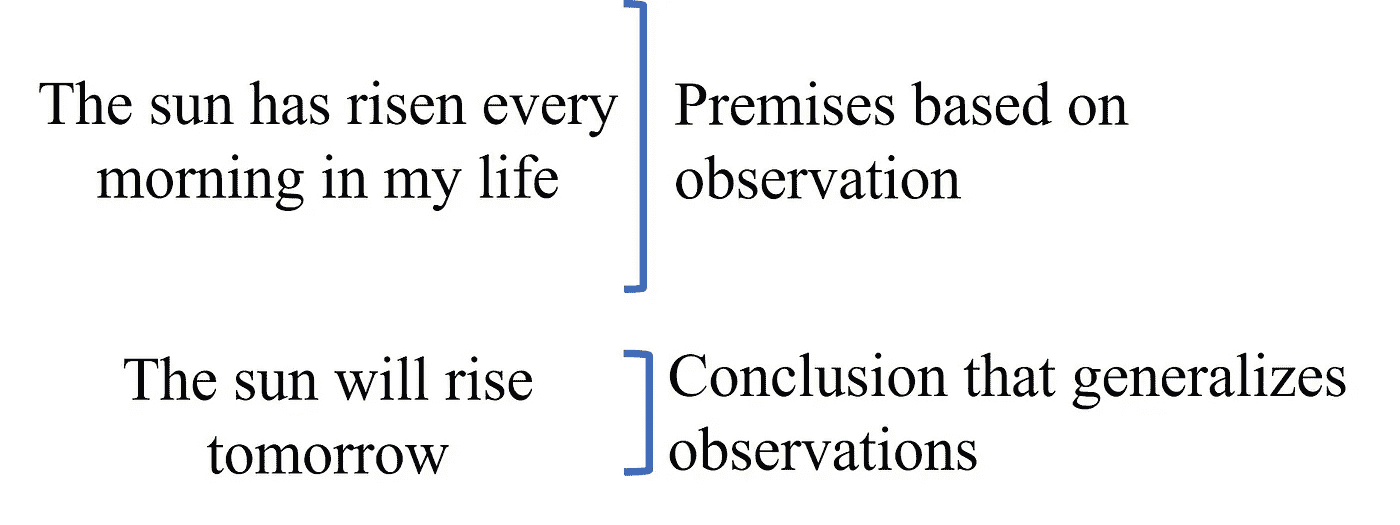 The sun has risen every
morning in my life
Premises based on
observation
The sun will rise
tomorrow
Conclusion that generalizes
observations